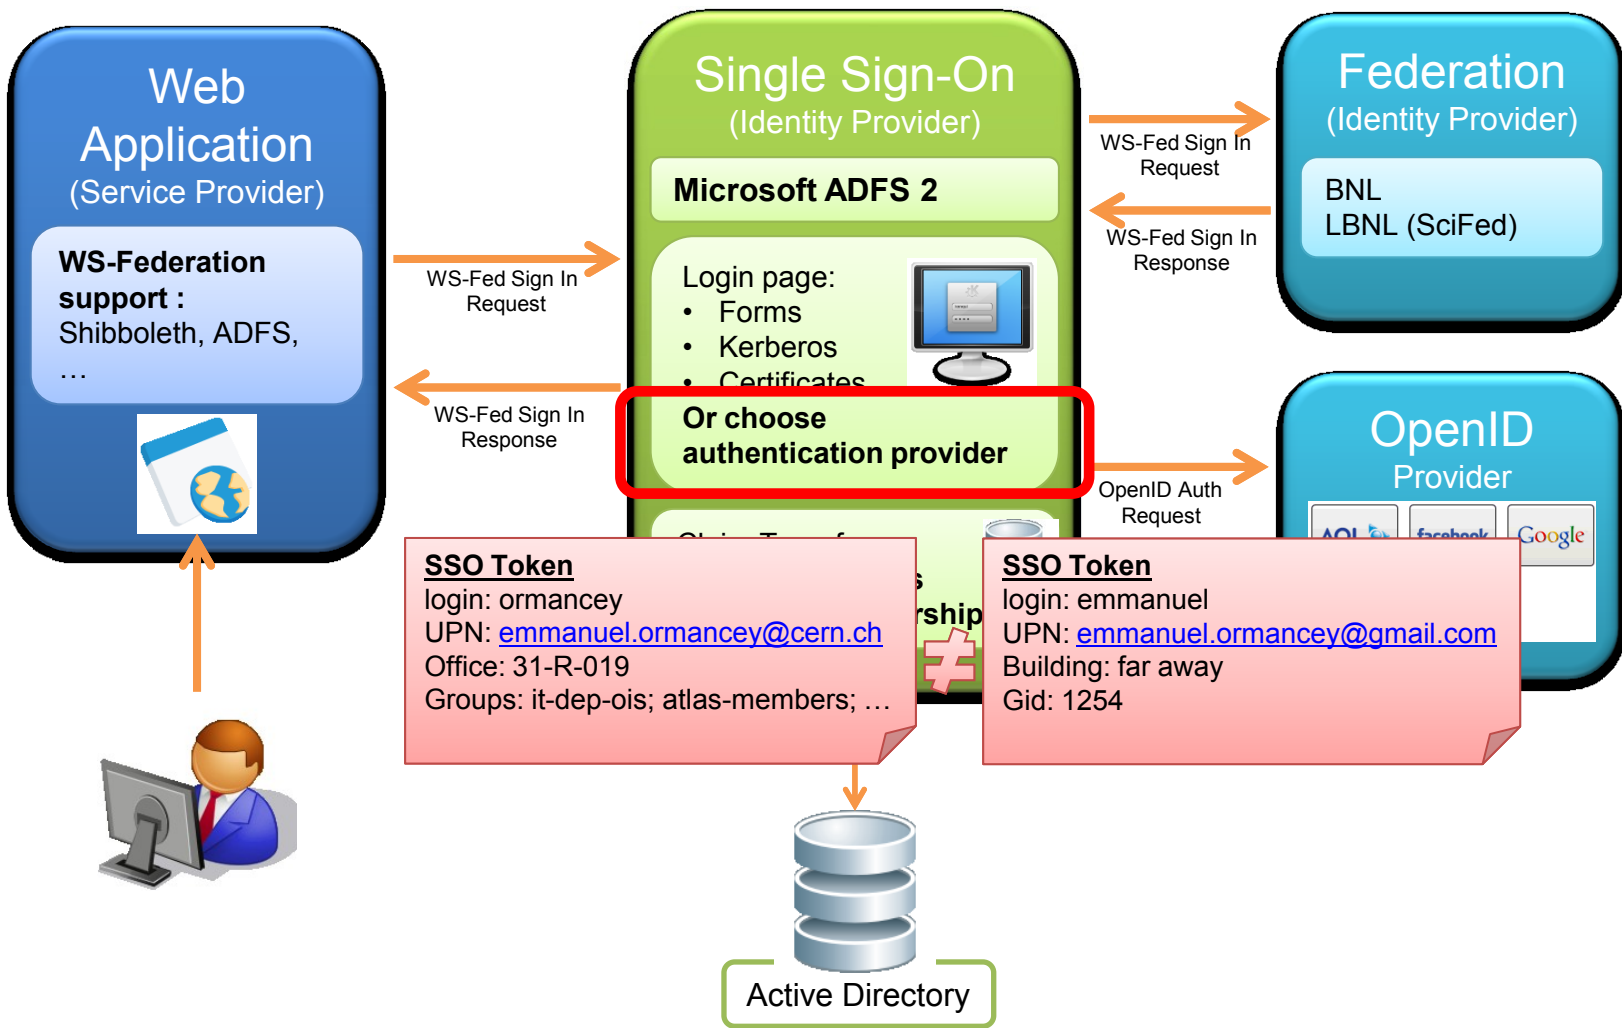 Web
Application
(Service Provider)
WS-Federation
support :
Shibboleth, ADFS,
…
WS-Fed Sign In
Request
WS-Fed Sign In
Response
Single Sign-On
(Identity Provider)
Microsoft ADFS 2
Login page:
• Forms
• Kerberos
• Certificates
Or choose
authentication provider
WS-Fed Sign In
Request
WS-Fed Sign In
Response
Federation
(Identity Provider)
BNL
LBNL (SciFed)
OpenID Auth
Request
OpenID
Provider
AOL
facebook
Google
SSO Token
login: ormancey
UPN: emmanuel.ormancey@cern.ch
Office: 31-R-019
Groups: it-dep-ois; atlas-members; …
SSO Token
login: emmanuel
UPN: emmanuel.ormancey@gmail.com
Building: far away
Gid: 1254
≠
Active Directory